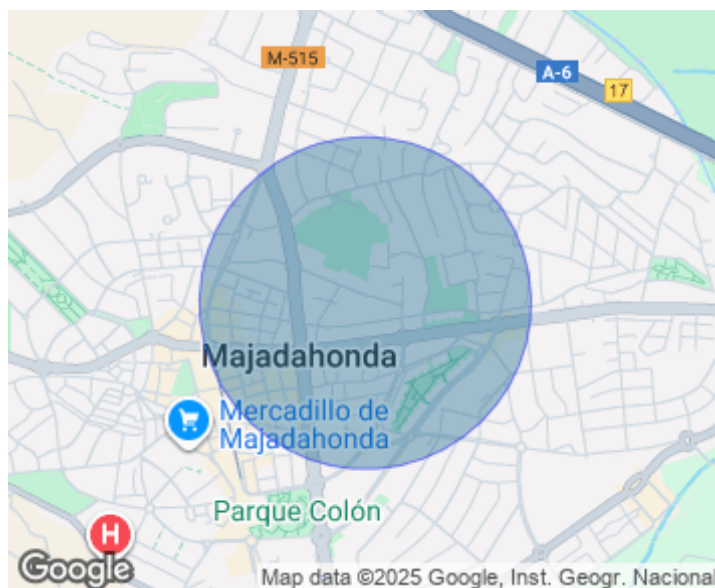 M-515
A-6
17
Majadahonda
Mercadillo de
Majadahonda
Parque Colón
H
Google
Map data ©2025 Google, Inst. Geogr. Nacional